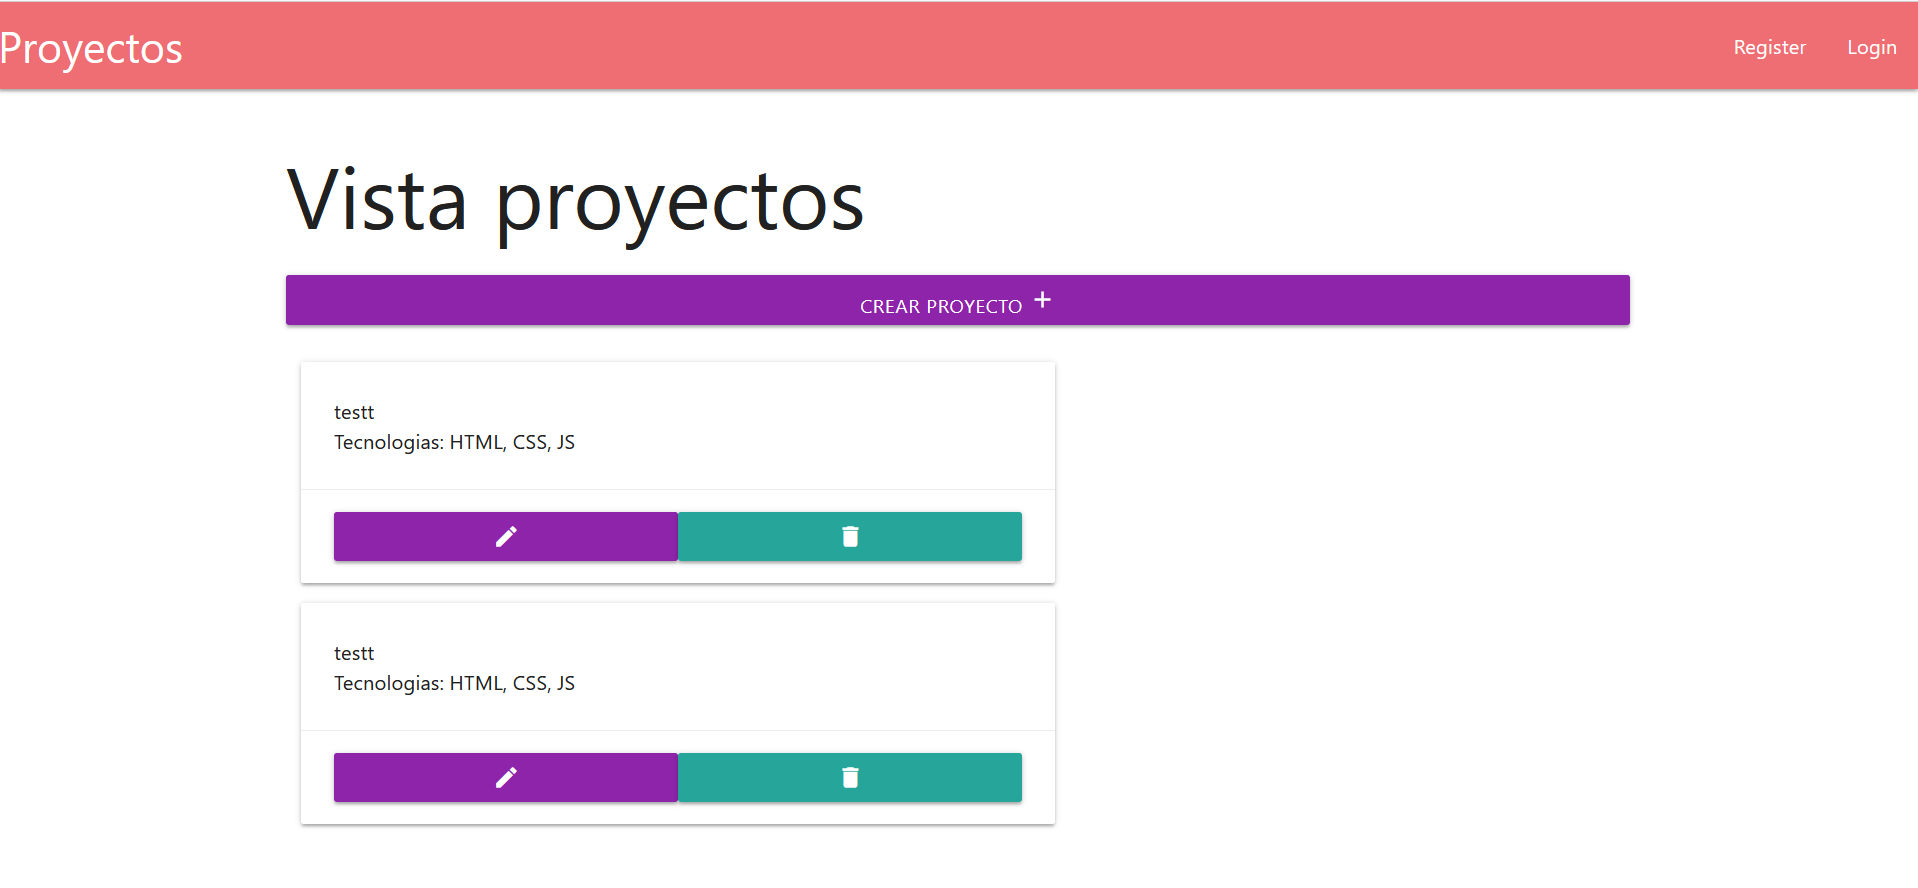 Proyectos
Register
Login
Vista proyectos
CREAR PROYECTO +
testt
Tecnologias: HTML, CSS, JS
testt
Tecnologias: HTML, CSS, JS